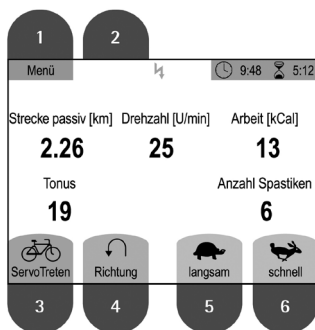 1 2
Menü 9:48 5:12
Strecke passiv [km] Drehzahl [U/min] Arbeit [kCal]
2.26 25 13
Tonus Anzahl Spastiken
19 6
ServoTreten Richtung langsam schnell
3 4 5 6